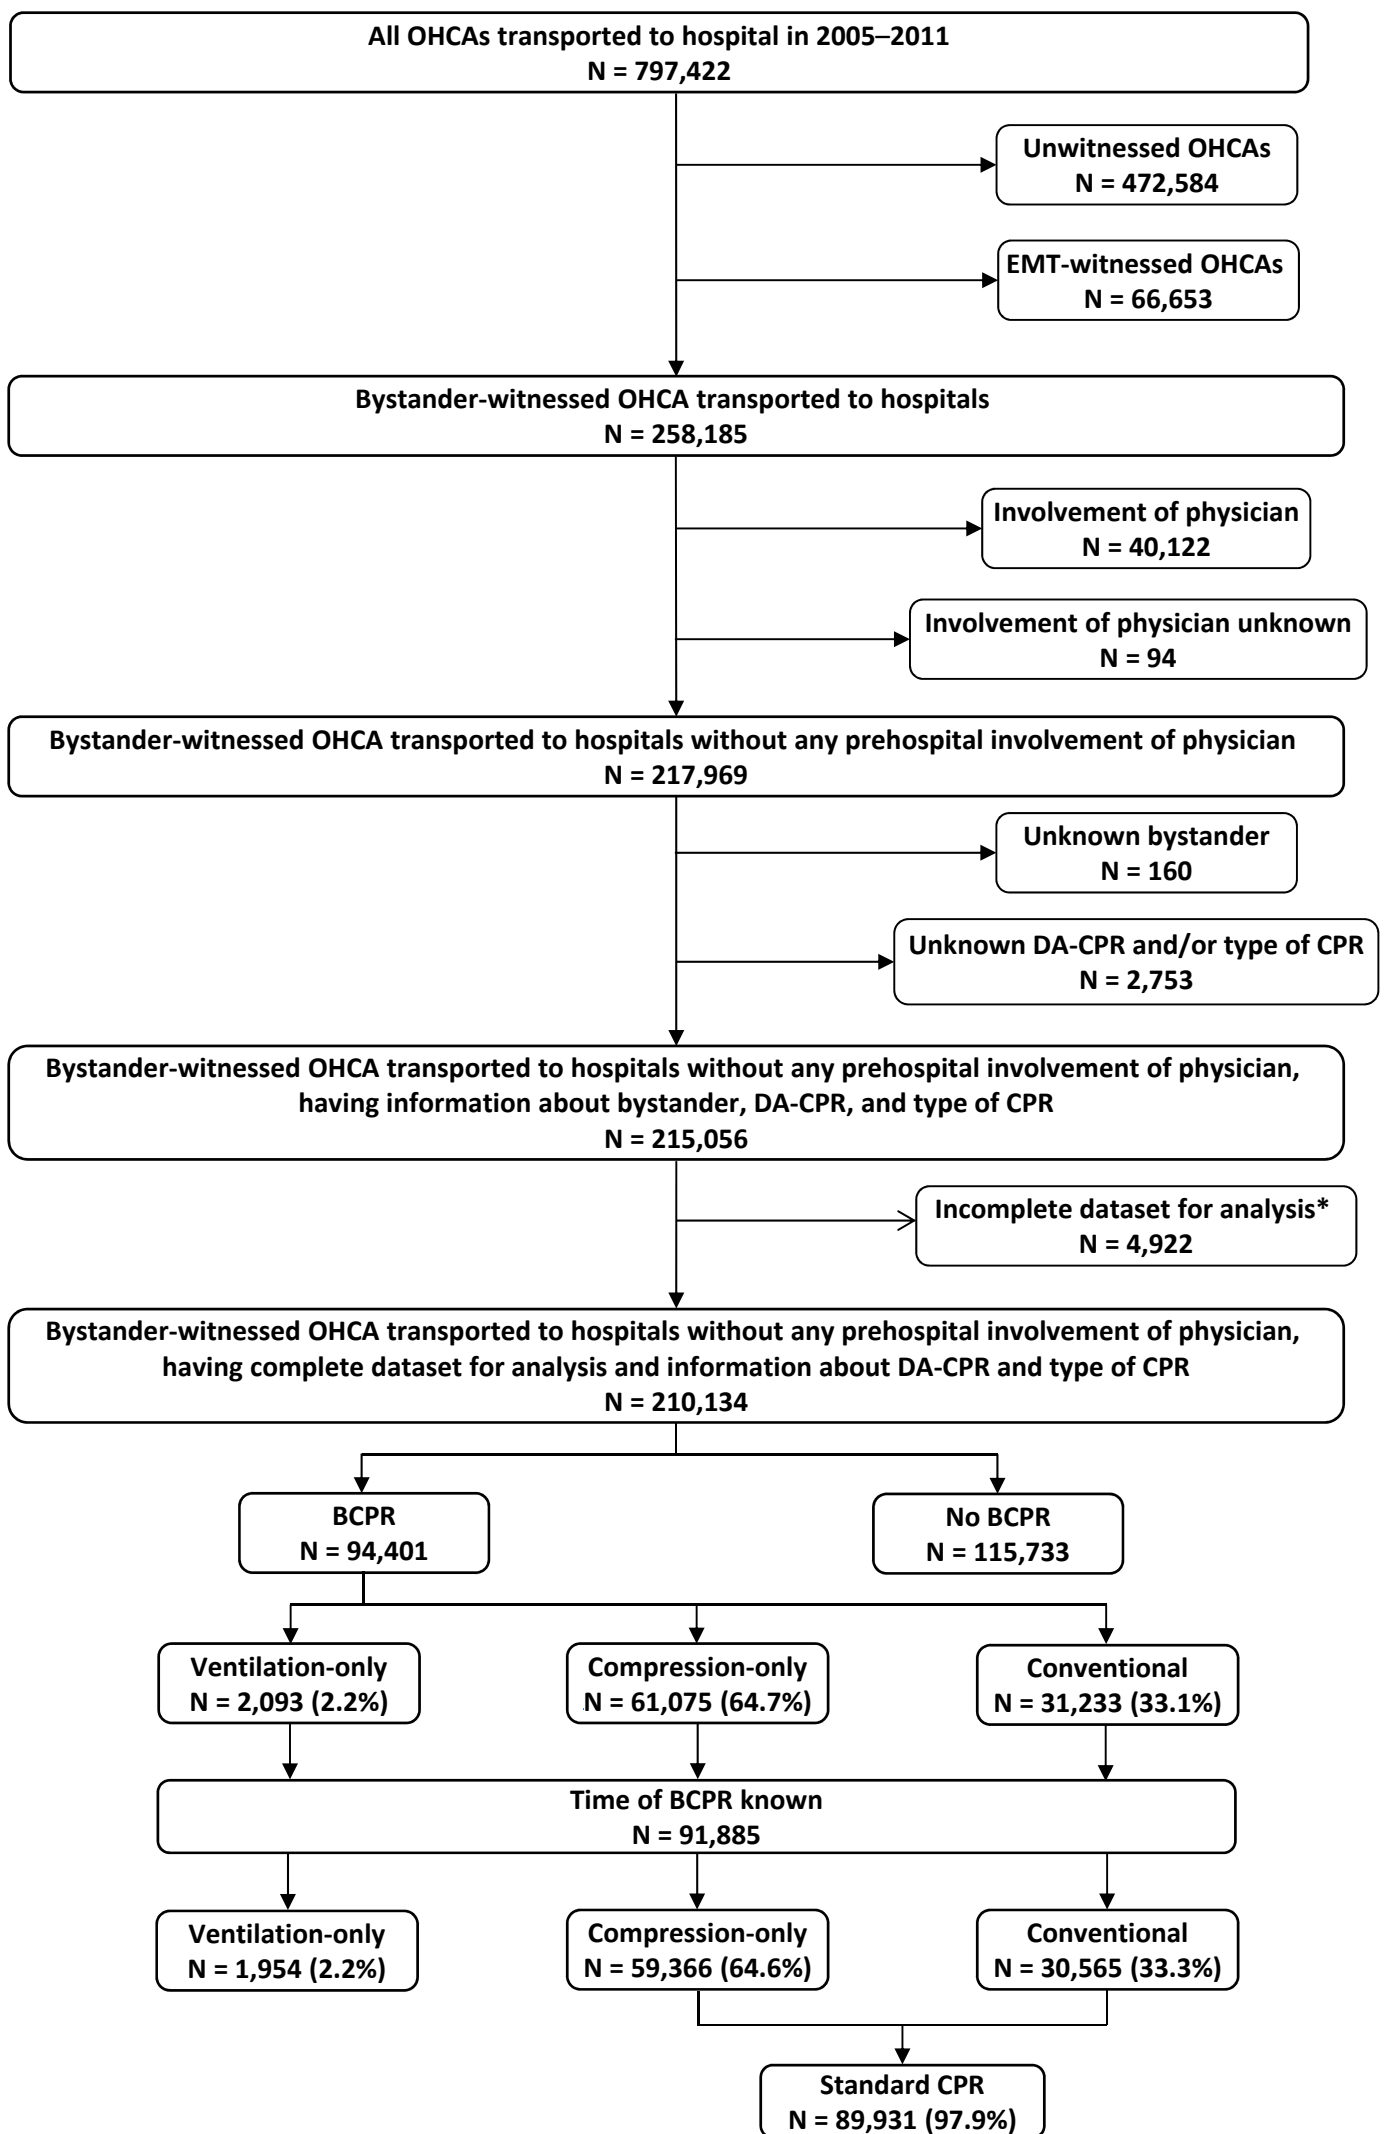 All OHCAs transported to hospital in 2005–2011
N = 797,422
Unwitnessed OHCAs
N = 472,584
EMT-witnessed OHCAs
N = 66,653
Bystander-witnessed OHCA transported to hospitals
N = 258,185
Involvement of physician
N = 40,122
Involvement of physician unknown
N = 94
Bystander-witnessed OHCA transported to hospitals without any prehospital involvement of physician
N = 217,969
Unknown bystander
N = 160
Unknown DA-CPR and/or type of CPR
N = 2,753
Bystander-witnessed OHCA transported to hospitals without any prehospital involvement of physician,
having information about bystander, DA-CPR, and type of CPR
N = 215,056
Incomplete dataset for analysis*
N = 4,922
Bystander-witnessed OHCA transported to hospitals without any prehospital involvement of physician,
having complete dataset for analysis and information about DA-CPR and type of CPR
N = 210,134
BCPR
N = 94,401
No BCPR
N = 115,733
Ventilation-only
N = 2,093 (2.2%)
Compression-only
N = 61,075 (64.7%)
Conventional
N = 31,233 (33.1%)
Time of BCPR known
N = 91,885
Ventilation-only
N = 1,954 (2.2%)
Compression-only
N = 59,366 (64.6%)
Conventional
N = 30,565 (33.3%)
Standard CPR
N = 89,931 (97.9%)